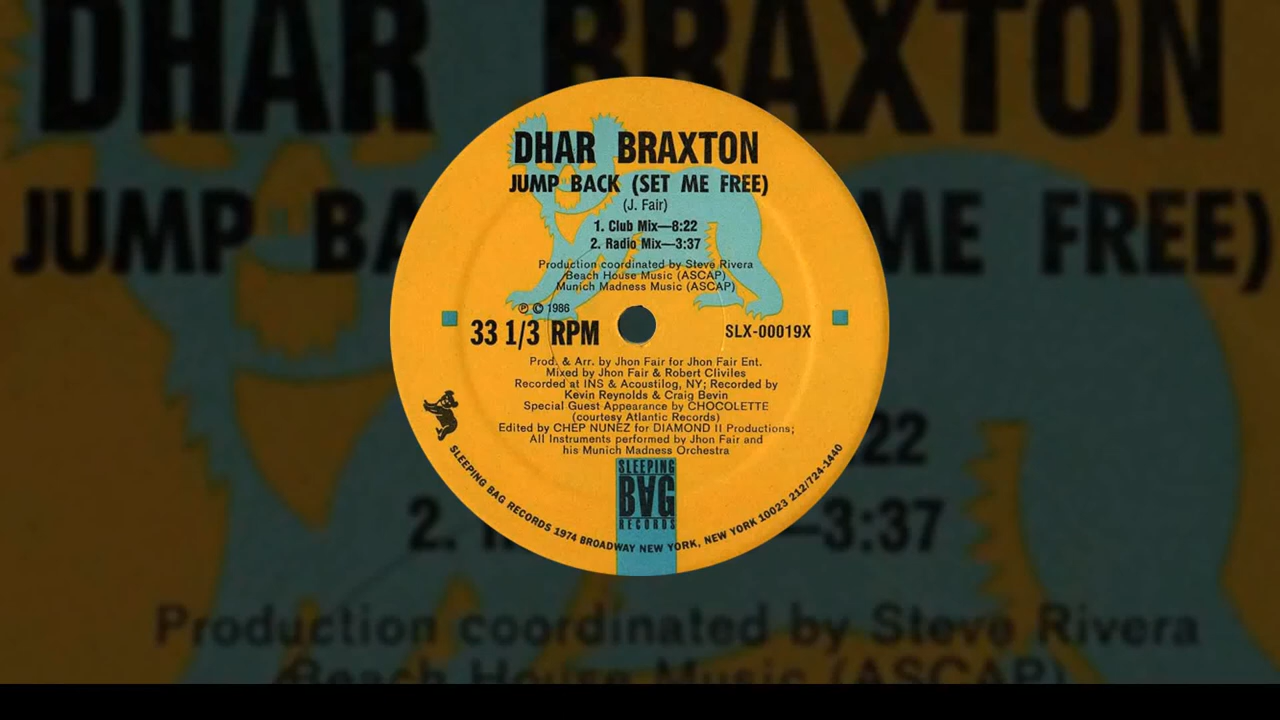 DHAR BRAXTON
JUMP BACK (SET ME FREE)
(J. Fair)
1. Club Mix—8:22
2. Radio Mix—3:37
Production coordinated by Steve Rivera
Beach House Music (ASCAP)
Munich Madness Music (ASCAP)
Ⓟ © 1986
33 1/3 RPM
SLX-00019X
Prod. & Arr. by Jhon Fair for Jhon Fair Ent.
Mixed by Jhon Fair & Robert Cliviles
Recorded at INS & Acoustilog, NY; Recorded by
Kevin Reynolds & Craig Bevin
Special Guest Appearance by CHOCOLETTE
(courtesy Atlantic Records)
Edited by CHEP NUNEZ for DIAMOND II Productions;
All Instruments performed by Jhon Fair and
his Munich Madness Orchestra
SLEEPING
BAG
RECORDS
SLEEPING BAG RECORDS 1974 BROADWAY NEW YORK, NEW YORK 10023 212/724-1440
DHAR BRAXTON
JUMP BA
ME FREE)
22
2.
—3:37
Production coordinated by Steve Rivera
Beach House Music (ASCAP)